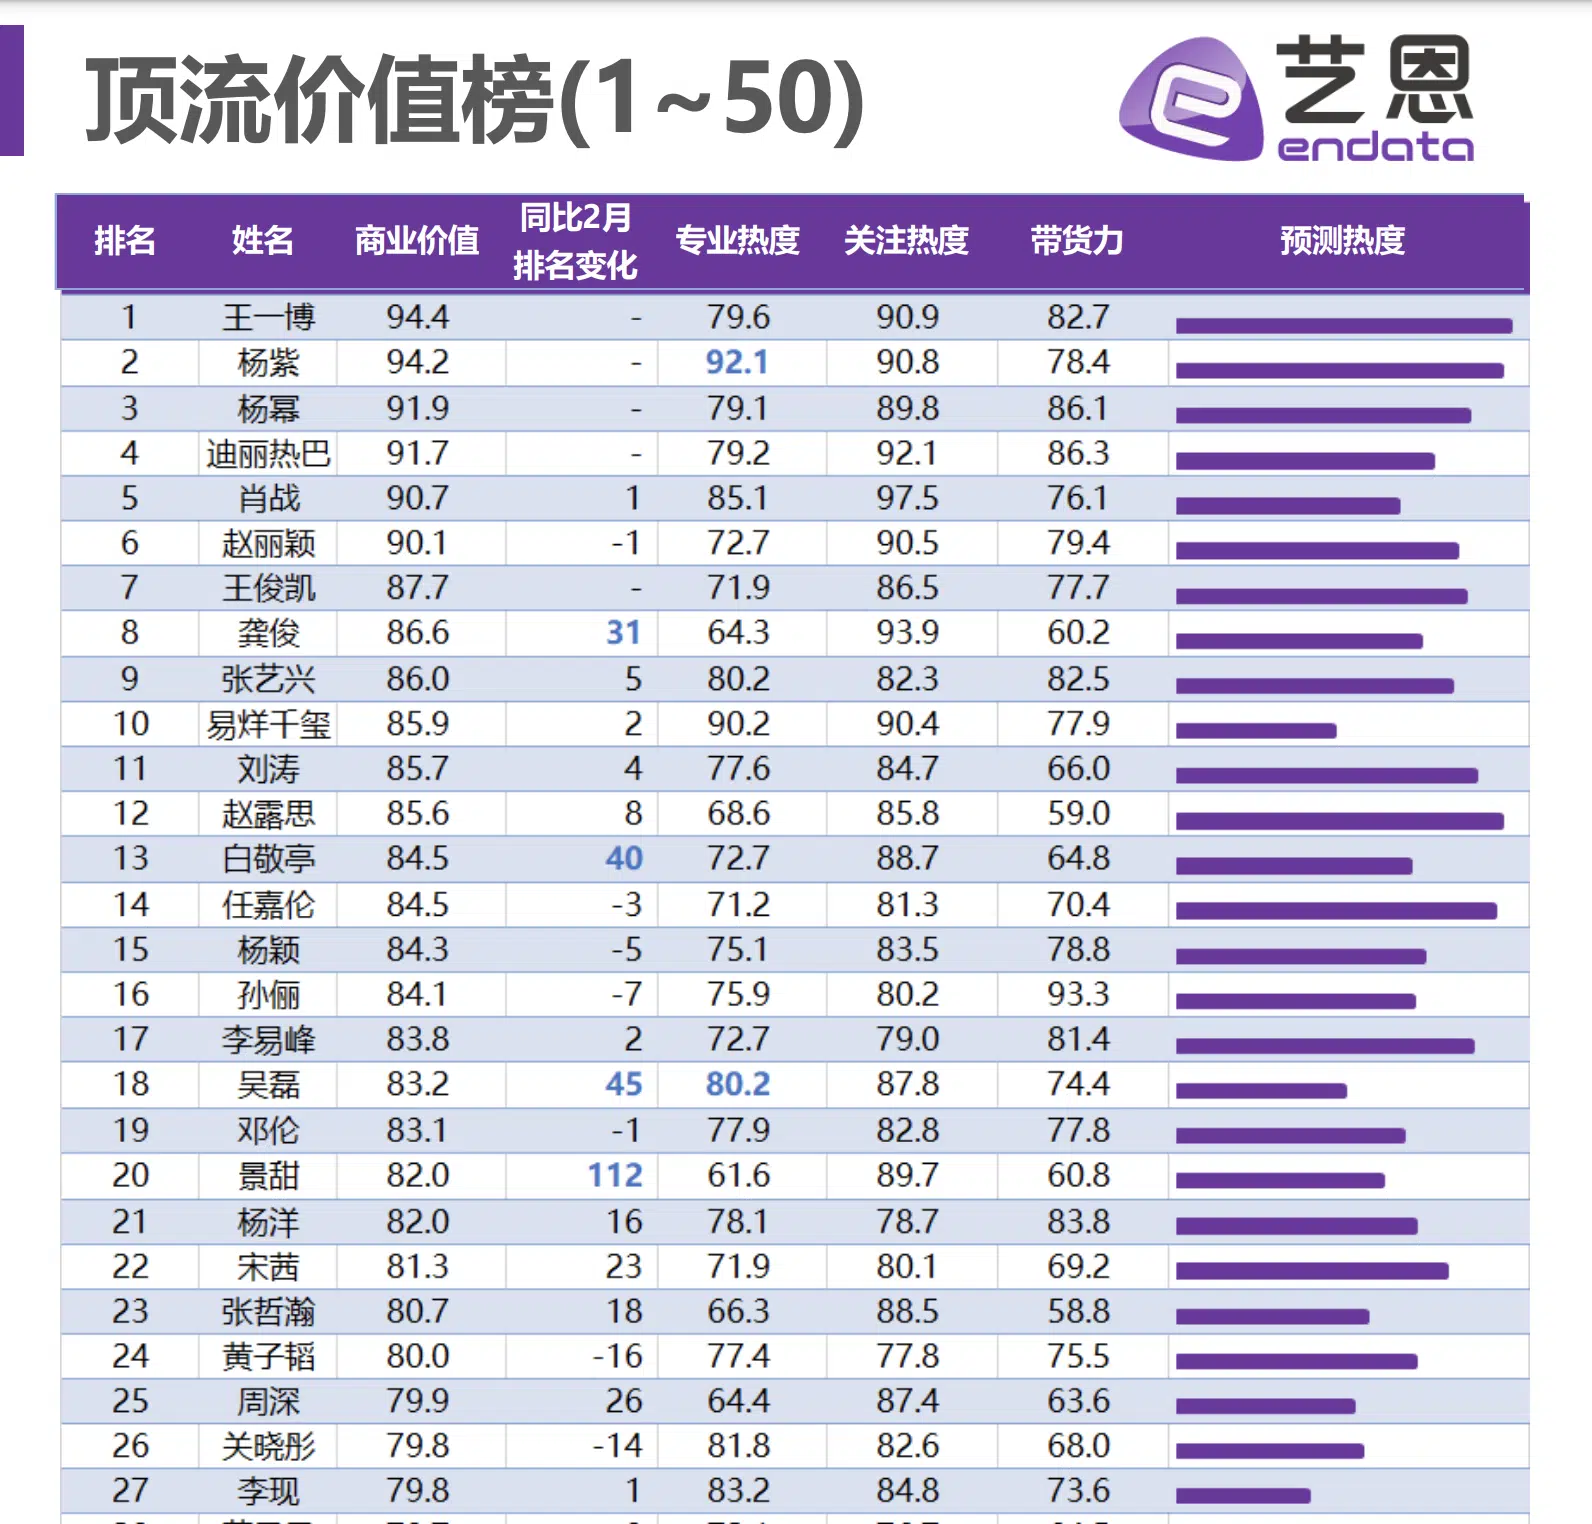 顶流价值榜(1~50)
艺恩
endata
排名 姓名 商业价值 同比2月排名变化 专业热度 关注热度 带货力 预测热度
1 王一博 94.4 - 79.6 90.9 82.7
2 杨紫 94.2 - 92.1 90.8 78.4
3 杨幂 91.9 - 79.1 89.8 86.1
4 迪丽热巴 91.7 - 79.2 92.1 86.3
5 肖战 90.7 1 85.1 97.5 76.1
6 赵丽颖 90.1 -1 72.7 90.5 79.4
7 王俊凯 87.7 - 71.9 86.5 77.7
8 龚俊 86.6 31 64.3 93.9 60.2
9 张艺兴 86.0 5 80.2 82.3 82.5
10 易烊千玺 85.9 2 90.2 90.4 77.9
11 刘涛 85.7 4 77.6 84.7 66.0
12 赵露思 85.6 8 68.6 85.8 59.0
13 白敬亭 84.5 40 72.7 88.7 64.8
14 任嘉伦 84.5 -3 71.2 81.3 70.4
15 杨颖 84.3 -5 75.1 83.5 78.8
16 孙俪 84.1 -7 75.9 80.2 93.3
17 李易峰 83.8 2 72.7 79.0 81.4
18 吴磊 83.2 45 80.2 87.8 74.4
19 邓伦 83.1 -1 77.9 82.8 77.8
20 景甜 82.0 112 61.6 89.7 60.8
21 杨洋 82.0 16 78.1 78.7 83.8
22 宋茜 81.3 23 71.9 80.1 69.2
23 张哲瀚 80.7 18 66.3 88.5 58.8
24 黄子韬 80.0 -16 77.4 77.8 75.5
25 周深 79.9 26 64.4 87.4 63.6
26 关晓彤 79.8 -14 81.8 82.6 68.0
27 李现 79.8 1 83.2 84.8 73.6